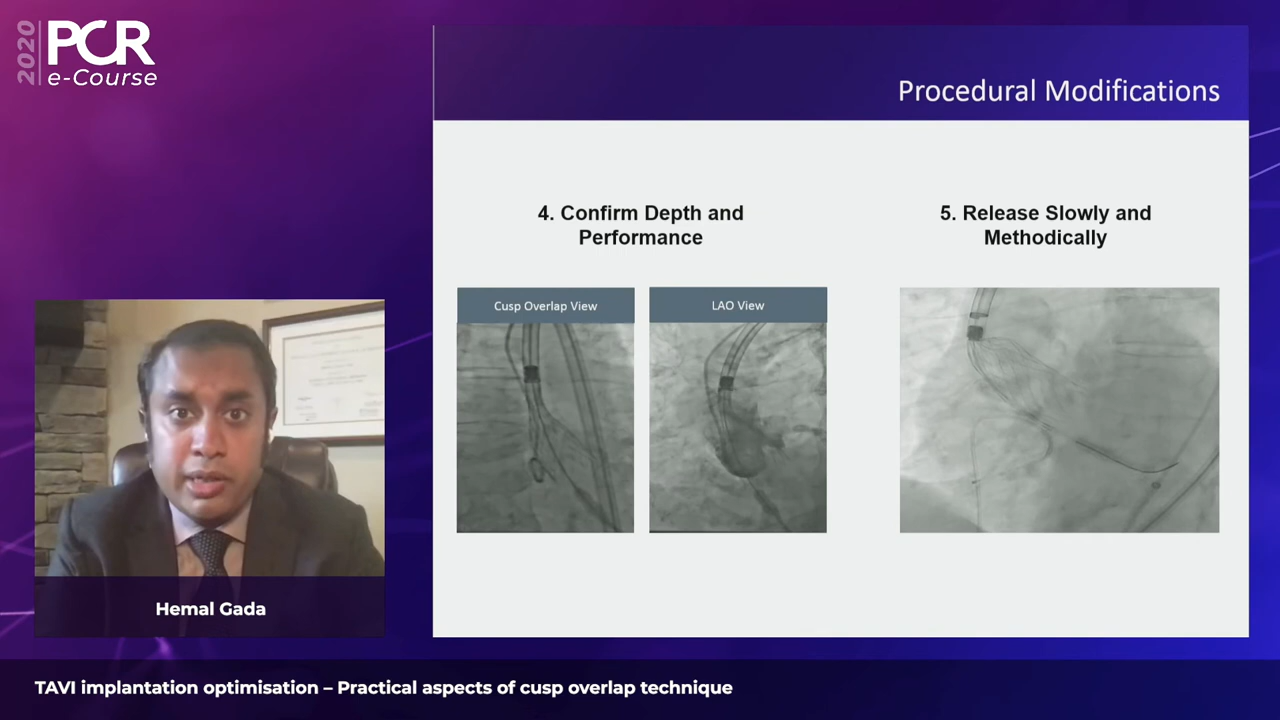 2020
PCR
e-Course
Procedural Modifications
4. Confirm Depth and
Performance
5. Release Slowly and
Methodically
Cusp Overlap View
LAO View
Hemal Gada
TAVI implantation optimisation – Practical aspects of cusp overlap technique